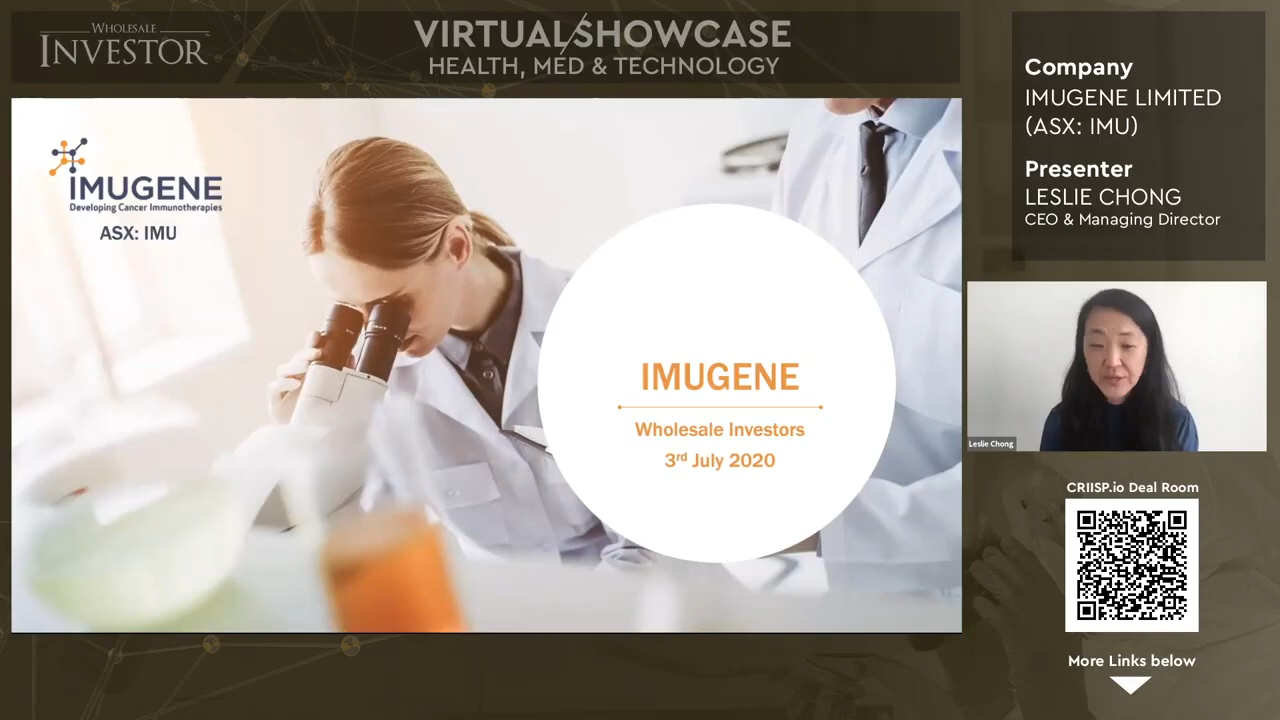 WHOLESALE
INVESTOR
VIRTUAL SHOWCASE
HEALTH, MED & TECHNOLOGY
IMUGENE
Developing Cancer Immunotherapies
ASX: IMU
IMUGENE
Wholesale Investors
3rd July 2020
Company
IMUGENE LIMITED
(ASX: IMU)
Presenter
LESLIE CHONG
CEO & Managing Director
Leslie Chong
CRIISP.io Deal Room
More Links below